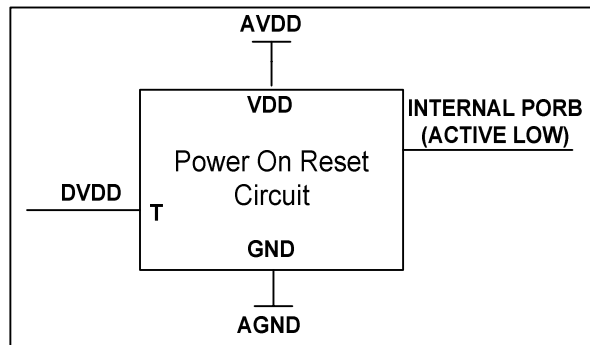 AVDD
VDD
INTERNAL PORB
(ACTIVE LOW)
Power On Reset
Circuit
DVDD
T
GND
AGND